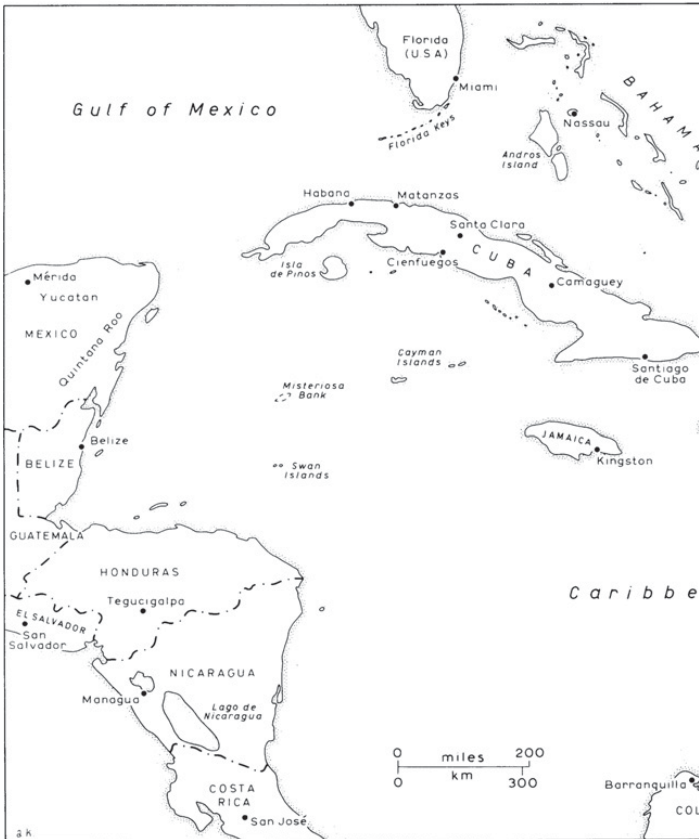 Florida
(USA)
Miami
Gulf of Mexico
Florida Keys
BAHAMA
Nassau
Andros
Island
Habana
Matanzas
Santa Clara
CUBA
Isla
de Pinos
Cienfuegos
Camaguey
Mérida
Yucatan
MEXICO
Quintana Roo
Cayman
Islands
Santiago
de Cuba
Misteriosa
Bank
Belize
JAMAICA
Kingston
BELIZE
Swan
Islands
GUATEMALA
HONDURAS
Caribbe
Tegucigalpa
EL SALVADOR
San
Salvador
NICARAGUA
Managua
Lago de
Nicaragua
0 miles 200
0 km 300
Barranquilla
COSTA
RICA
COL
San José
ak